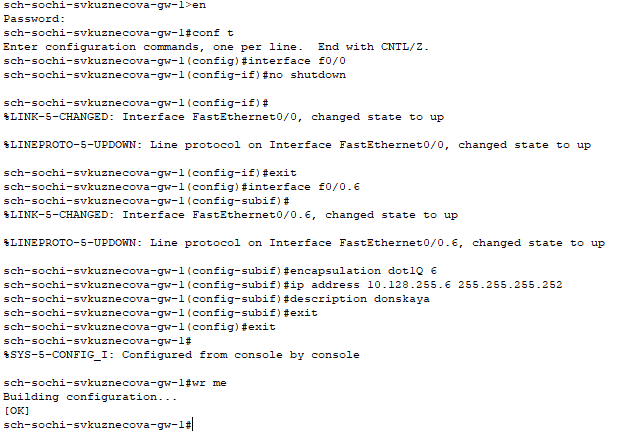 sch-sochi-svkuznecova-gw-1>en
Password:
sch-sochi-svkuznecova-gw-1#conf t
Enter configuration commands, one per line.  End with CNTL/Z.
sch-sochi-svkuznecova-gw-1(config)#interface f0/0
sch-sochi-svkuznecova-gw-1(config-if)#no shutdown
sch-sochi-svkuznecova-gw-1(config-if)#
%LINK-5-CHANGED: Interface FastEthernet0/0, changed state to up
%LINEPROTO-5-UPDOWN: Line protocol on Interface FastEthernet0/0, changed state to up
sch-sochi-svkuznecova-gw-1(config-if)#exit
sch-sochi-svkuznecova-gw-1(config)#interface f0/0.6
sch-sochi-svkuznecova-gw-1(config-subif)#
%LINK-5-CHANGED: Interface FastEthernet0/0.6, changed state to up
%LINEPROTO-5-UPDOWN: Line protocol on Interface FastEthernet0/0.6, changed state to up
sch-sochi-svkuznecova-gw-1(config-subif)#encapsulation dot1Q 6
sch-sochi-svkuznecova-gw-1(config-subif)#ip address 10.128.255.6 255.255.255.252
sch-sochi-svkuznecova-gw-1(config-subif)#description donskaya
sch-sochi-svkuznecova-gw-1(config-subif)#exit
sch-sochi-svkuznecova-gw-1(config)#exit
sch-sochi-svkuznecova-gw-1#
%SYS-5-CONFIG_I: Configured from console by console
sch-sochi-svkuznecova-gw-1#wr me
Building configuration...
[OK]
sch-sochi-svkuznecova-gw-1#